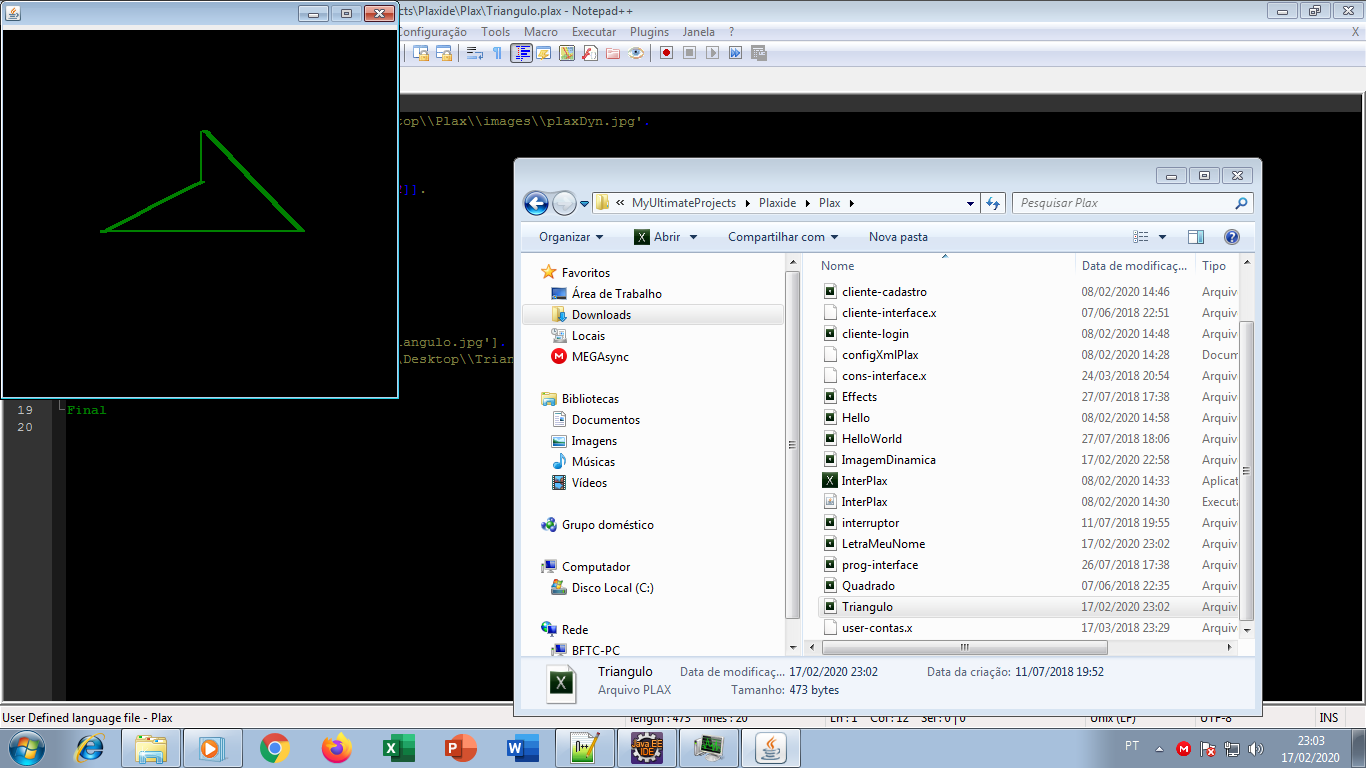 cts\Plaxide\Plax\Triangulo.plax - Notepad++
Configuração Tools Macro Executar Plugins Janela ? X
top\\Plax\\images\\plaxDyn.jpg'.
]].
iangulo.jpg'].
\Desktop\\Trian
19 Final
20
« MyUltimateProjects Plaxide Plax
Pesquisar Plax
Organizar Abrir Compartilhar com Nova pasta
Favoritos
Área de Trabalho
Downloads
Locais
MEGAsync
Bibliotecas
Documentos
Imagens
Músicas
Vídeos
Grupo doméstico
Computador
Disco Local (C:)
Rede
BFTC-PC
Nome Data de modificaç... Tipo
cliente-cadastro 08/02/2020 14:46 Arquiv
cliente-interface.x 07/06/2018 22:51 Arquiv
cliente-login 08/02/2020 14:48 Arquiv
configXmlPlax 08/02/2020 14:28 Docum
cons-interface.x 24/03/2018 20:54 Arquiv
Effects 27/07/2018 17:38 Arquiv
Hello 08/02/2020 14:58 Arquiv
HelloWorld 27/07/2018 18:06 Arquiv
ImagemDinamica 17/02/2020 22:58 Arquiv
InterPlax 08/02/2020 14:33 Aplicat
InterPlax 08/02/2020 14:30 Executa
interruptor 11/07/2018 19:55 Arquiv
LetraMeuNome 17/02/2020 23:02 Arquiv
prog-interface 26/07/2018 17:38 Arquiv
Quadrado 07/06/2018 22:35 Arquiv
Triangulo 17/02/2020 23:02 Arquiv
user-contas.x 17/03/2018 23:29 Arquiv
Triangulo Data de modificaç... 17/02/2020 23:02 Data da criação: 11/07/2018 19:52
Arquivo PLAX Tamanho: 473 bytes
User Defined language file - Plax length : 473 lines : 20 Ln : 1 Col : 12 Sel : 0 | 0 Unix (LF) UTF-8 INS
PT 23:03
17/02/2020